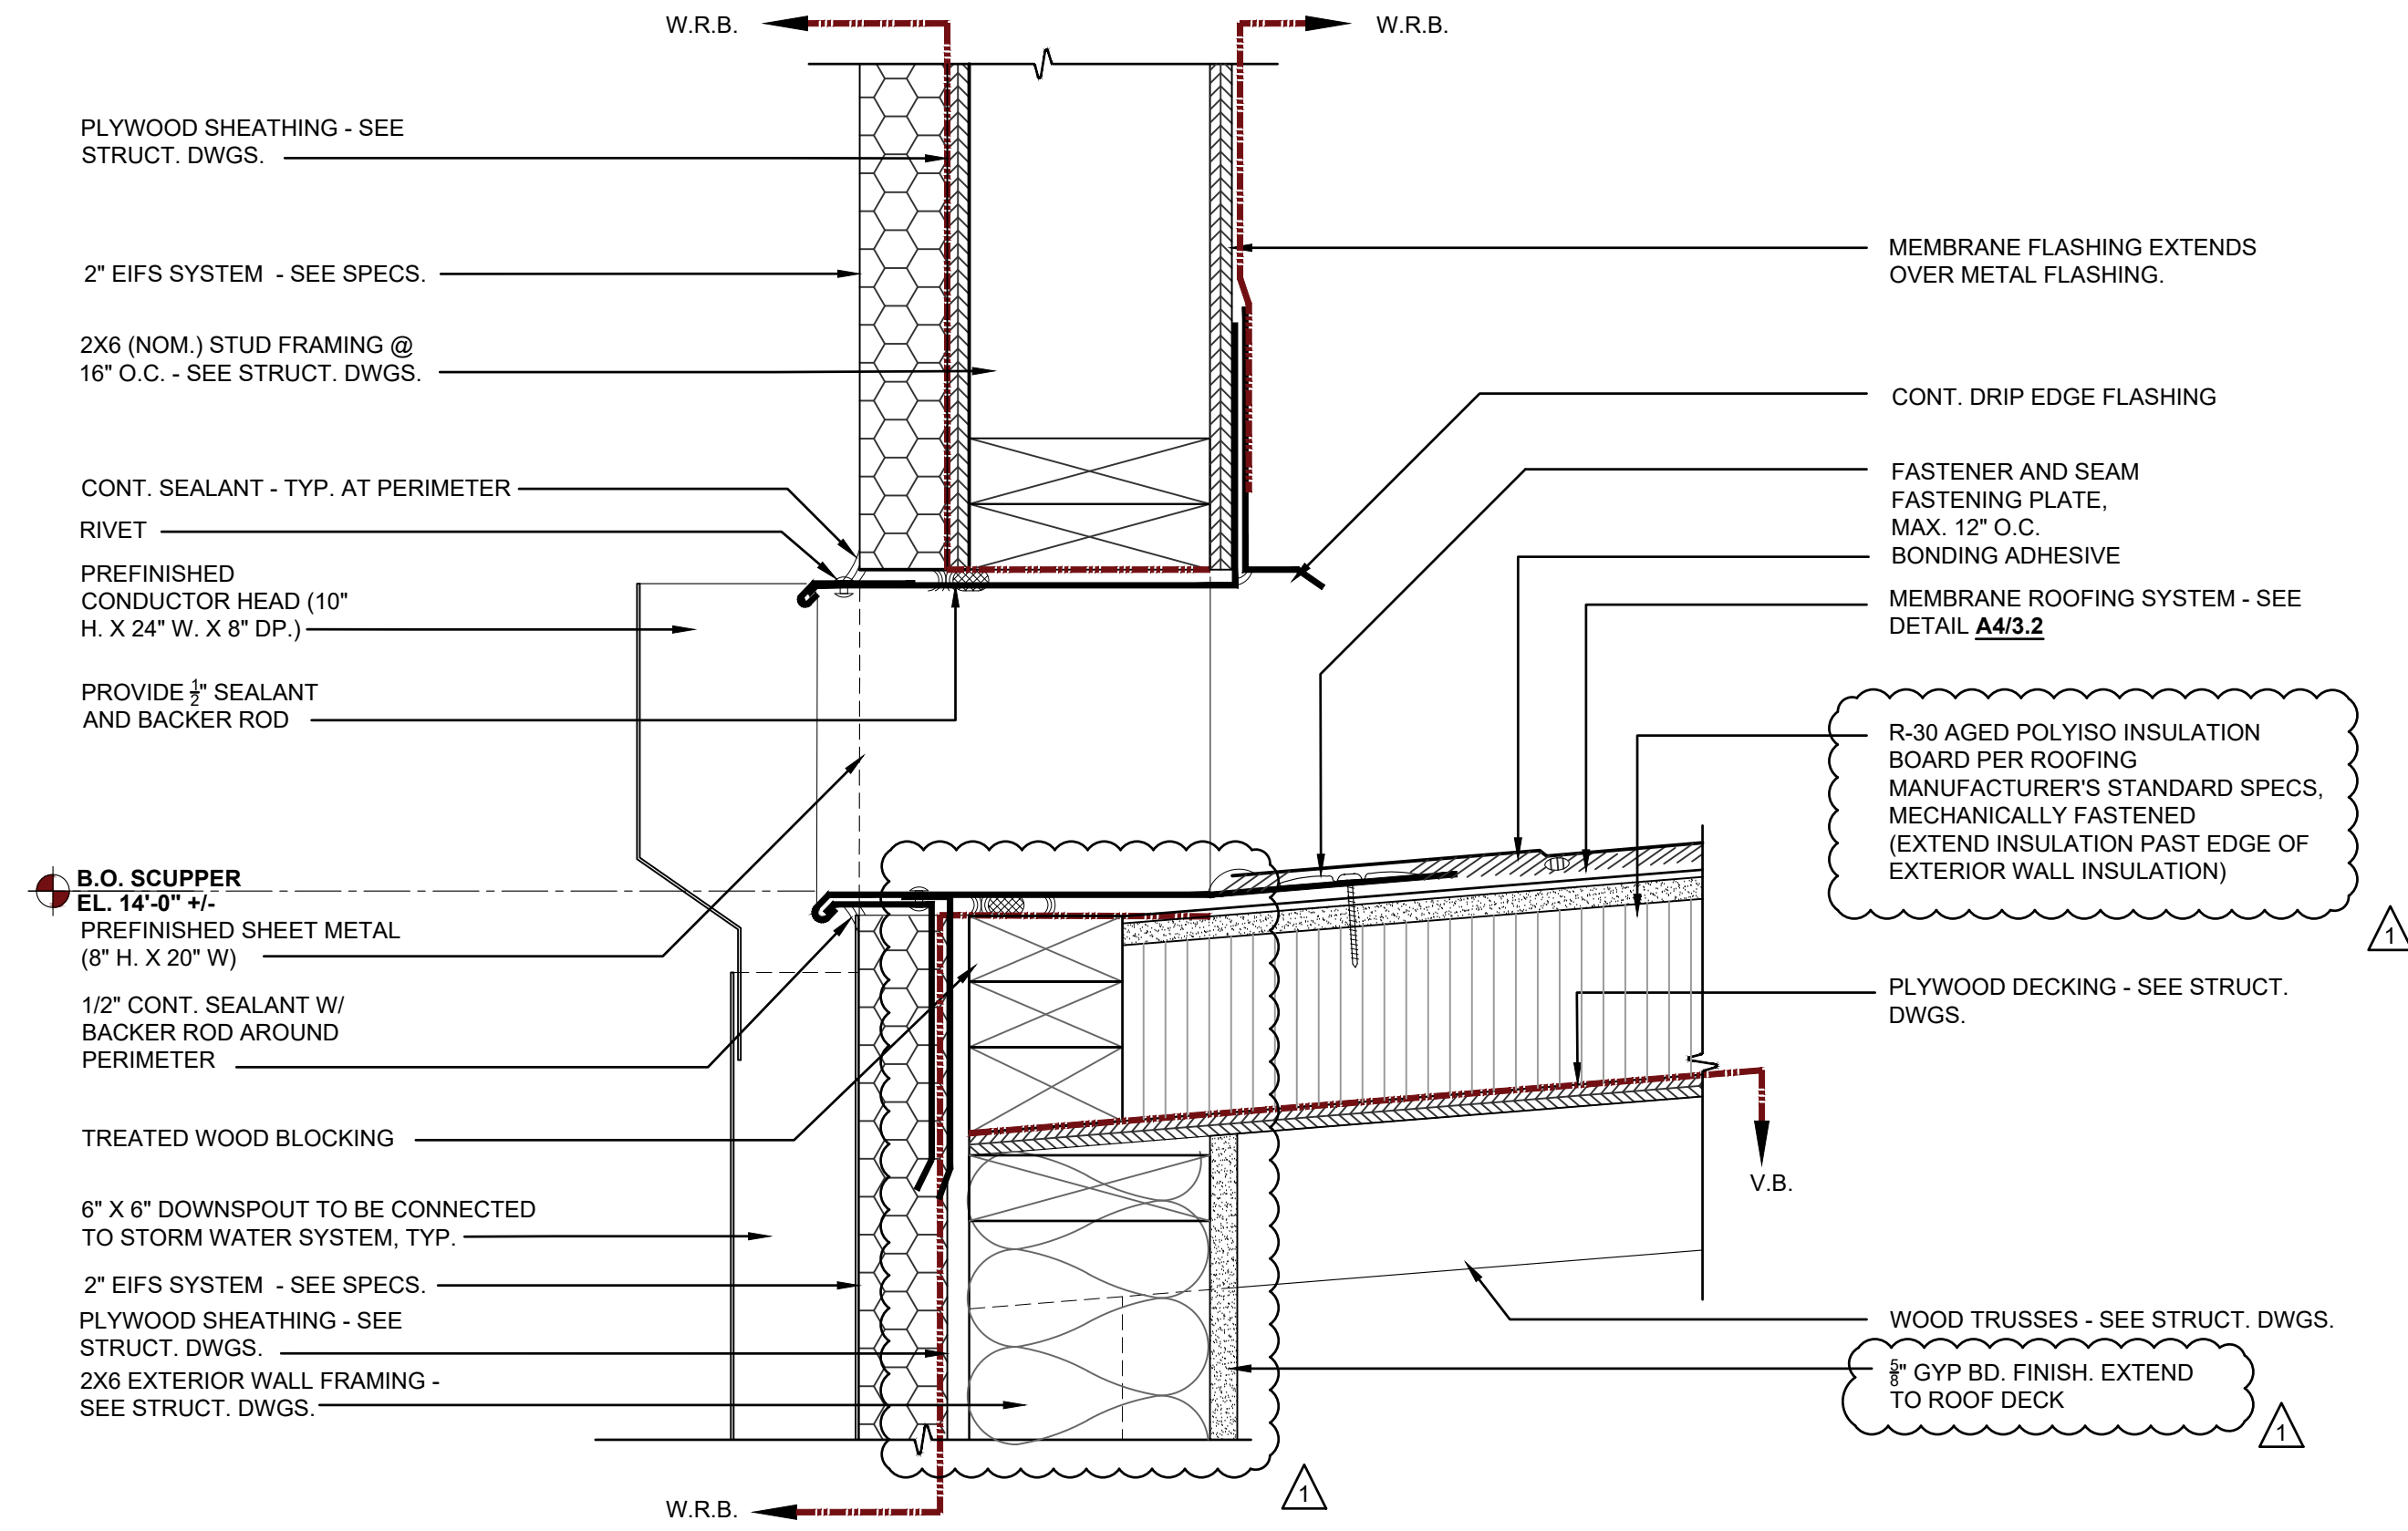 W.R.B.
W.R.B.
PLYWOOD SHEATHING - SEE
STRUCT. DWGS.
2" EIFS SYSTEM - SEE SPECS.
2X6 (NOM.) STUD FRAMING @
16" O.C. - SEE STRUCT. DWGS.
CONT. SEALANT - TYP. AT PERIMETER
RIVET
PREFINISHED
CONDUCTOR HEAD (10"
H. X 24" W. X 8" DP.)
PROVIDE 1/2" SEALANT
AND BACKER ROD
B.O. SCUPPER
EL. 14'-0" +/-
PREFINISHED SHEET METAL
(8" H. X 20" W)
1/2" CONT. SEALANT W/
BACKER ROD AROUND
PERIMETER
TREATED WOOD BLOCKING
6" X 6" DOWNSPOUT TO BE CONNECTED
TO STORM WATER SYSTEM, TYP.
2" EIFS SYSTEM - SEE SPECS.
PLYWOOD SHEATHING - SEE
STRUCT. DWGS.
2X6 EXTERIOR WALL FRAMING -
SEE STRUCT. DWGS.
W.R.B.
MEMBRANE FLASHING EXTENDS
OVER METAL FLASHING.
CONT. DRIP EDGE FLASHING
FASTENER AND SEAM
FASTENING PLATE,
MAX. 12" O.C.
BONDING ADHESIVE
MEMBRANE ROOFING SYSTEM - SEE
DETAIL A4/3.2
R-30 AGED POLYISO INSULATION
BOARD PER ROOFING
MANUFACTURER'S STANDARD SPECS,
MECHANICALLY FASTENED
(EXTEND INSULATION PAST EDGE OF
EXTERIOR WALL INSULATION)
1
PLYWOOD DECKING - SEE STRUCT.
DWGS.
V.B.
WOOD TRUSSES - SEE STRUCT. DWGS.
5/8" GYP BD. FINISH. EXTEND
TO ROOF DECK
1
1